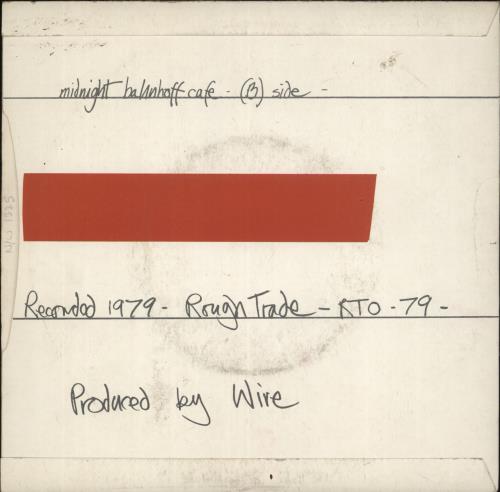 midnight bahnhoff cafe - (B) side -
Recorded 1979 - Rough Trade - RTO - 79 -
Produced by Wire